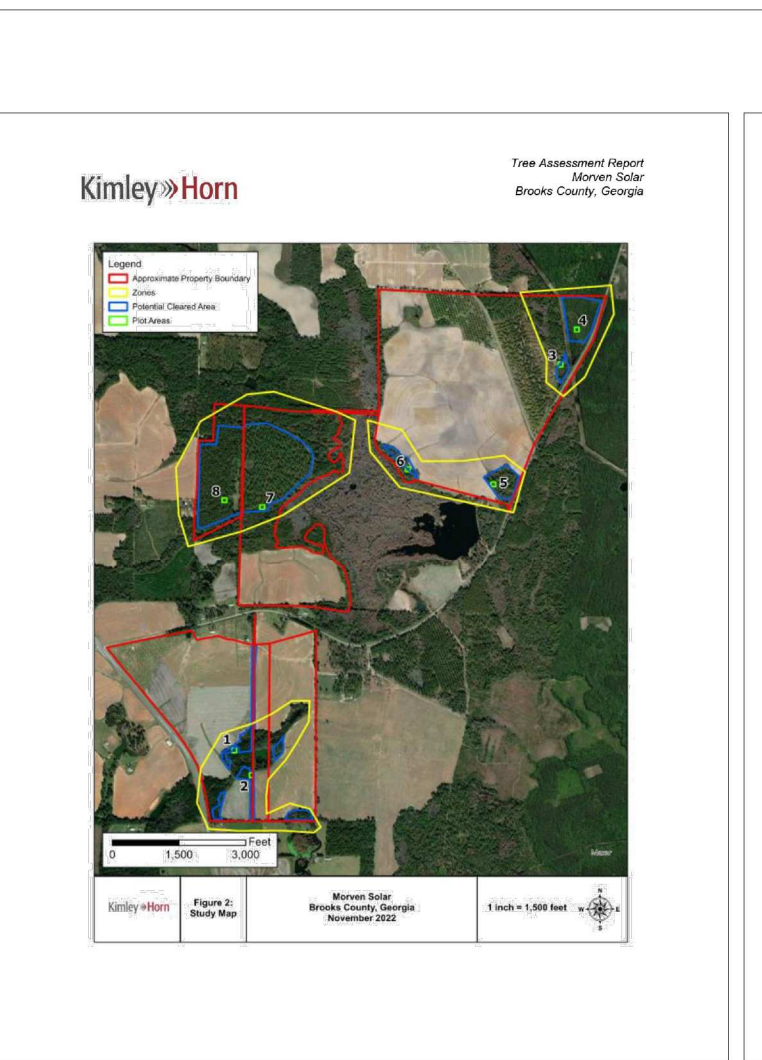 Kimley»Horn
Tree Assessment Report
Morven Solar
Brooks County, Georgia
Legend
Approximate Property Boundary
Zones
Potential Cleared Area
Plot Areas
4
3
6
5
8
7
1
2
Feet
0 1,500 3,000
Maxar
Kimley»Horn
Figure 2:
Study Map
Morven Solar
Brooks County, Georgia
November 2022
1 inch = 1,500 feet
N
W E
S